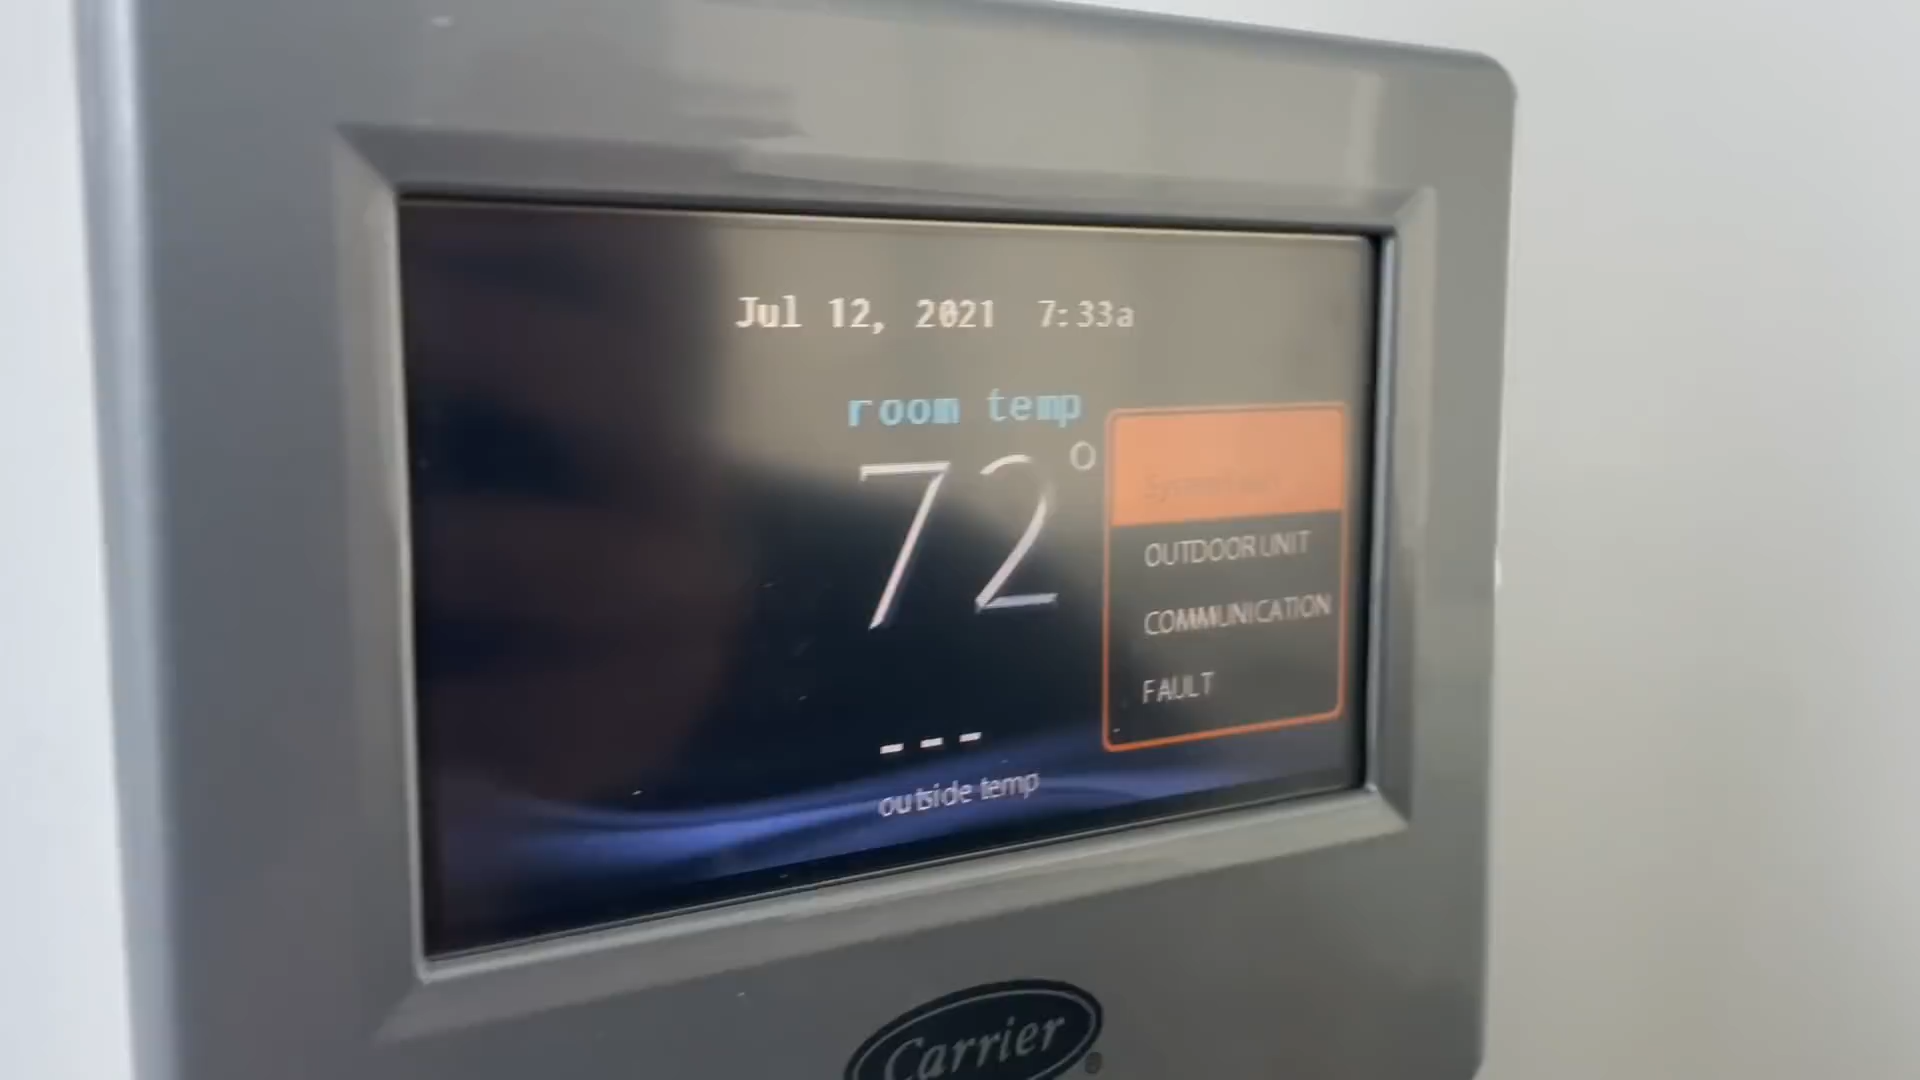 Jul 12, 2021 7:33a
room temp
72°
OUTDOOR UNIT
COMMUNICATION
FAULT
---
outside temp
Carrier®